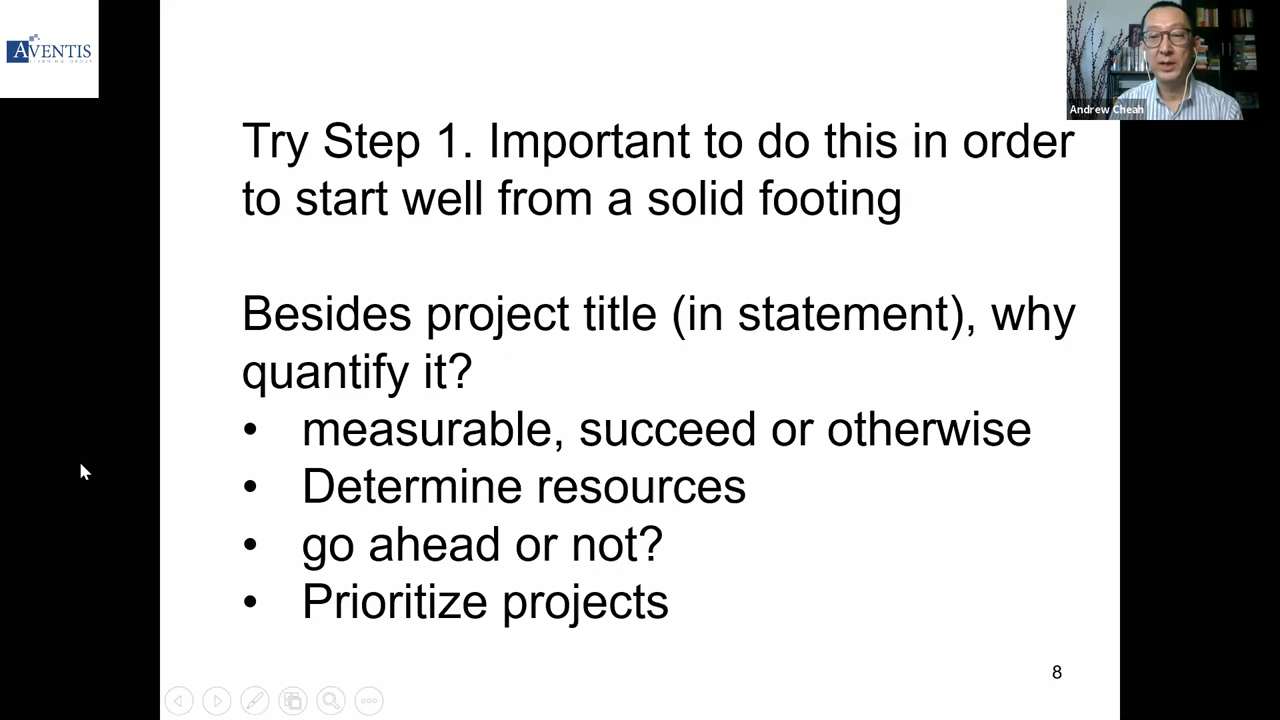 AVENTIS
LEARNING GROUP
Andrew Cheah
Try Step 1. Important to do this in order
to start well from a solid footing
Besides project title (in statement), why
quantify it?
• measurable, succeed or otherwise
• Determine resources
• go ahead or not?
• Prioritize projects
8